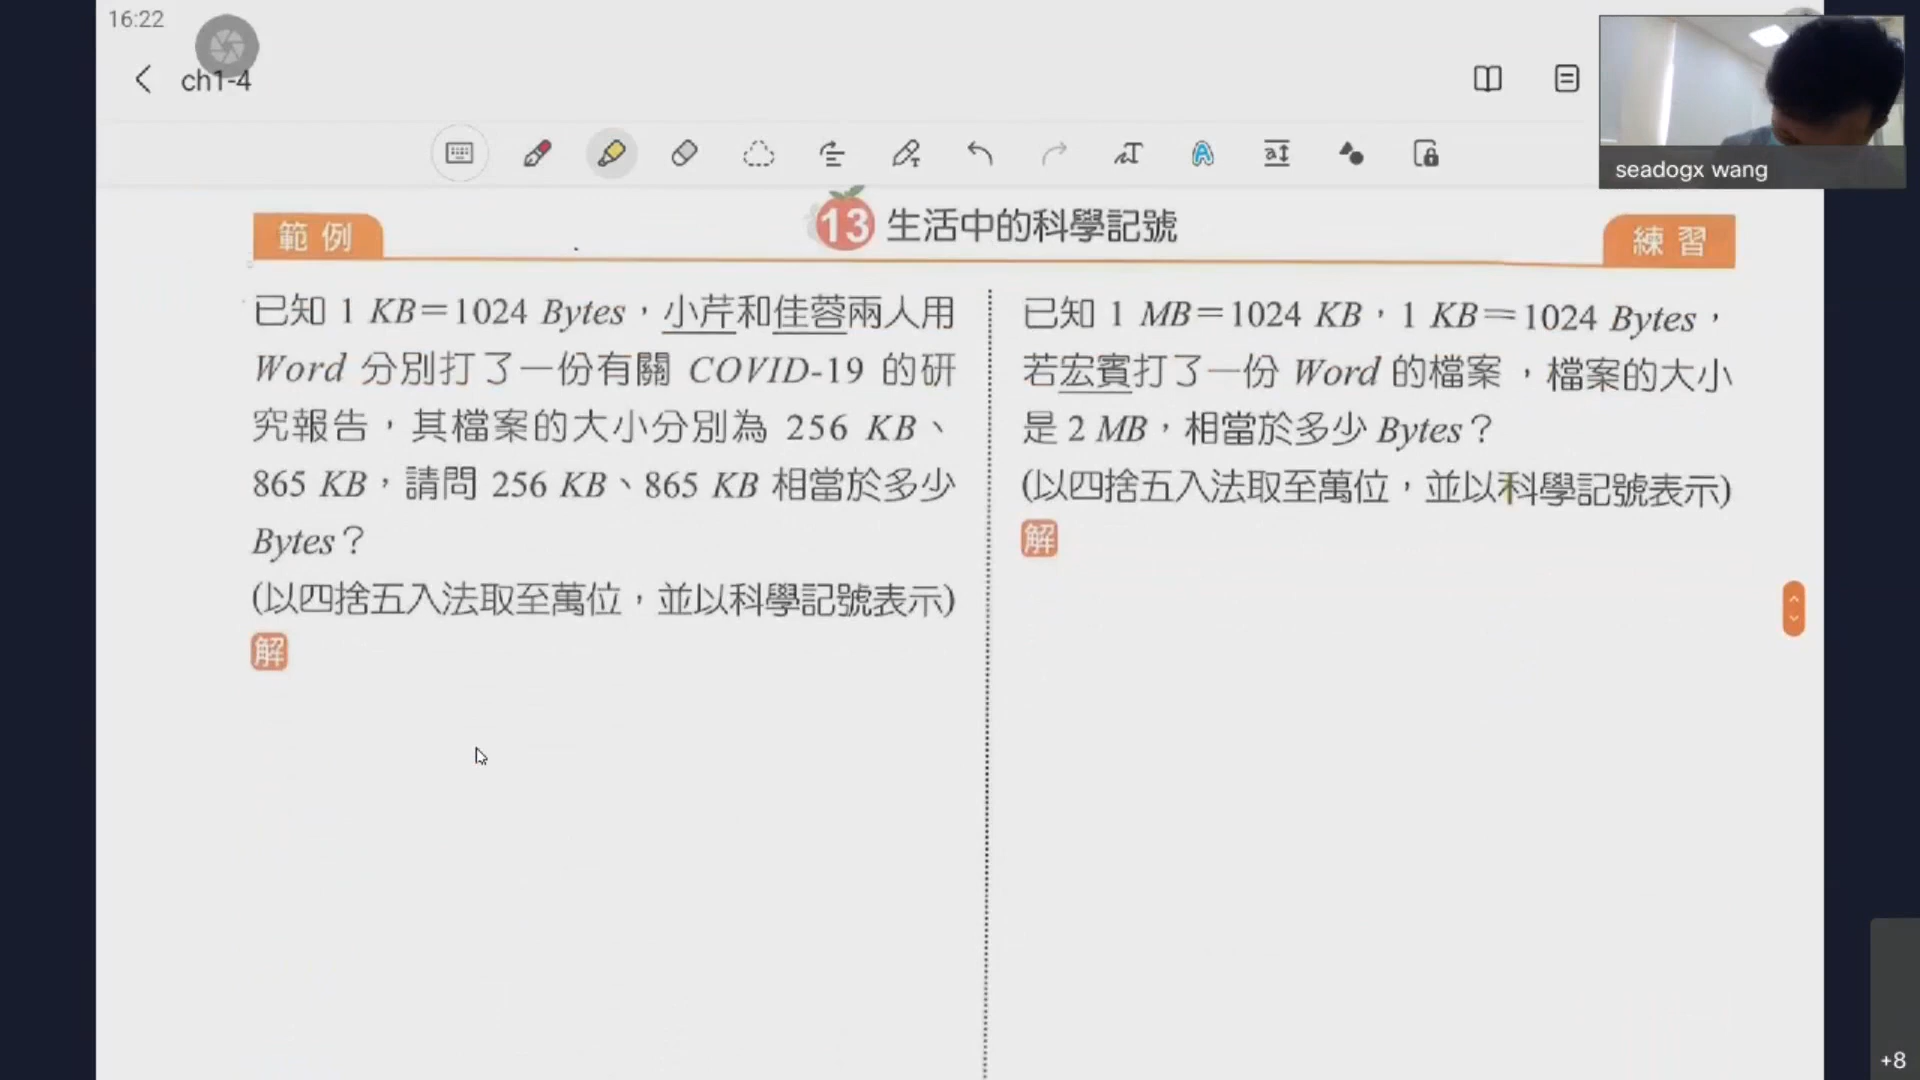 16:22
ch1-4
seadogx wang
範例
13 生活中的科學記號
練習
已知 1 KB＝1024 Bytes，小芹和佳蓉兩人用
Word 分別打了一份有關 COVID-19 的研
究報告，其檔案的大小分別為 256 KB、
865 KB，請問 256 KB、865 KB 相當於多少
Bytes？
(以四捨五入法取至萬位，並以科學記號表示)
解
已知 1 MB＝1024 KB，1 KB＝1024 Bytes，
若宏賓打了一份 Word 的檔案，檔案的大小
是 2 MB，相當於多少 Bytes？
(以四捨五入法取至萬位，並以科學記號表示)
解
+8